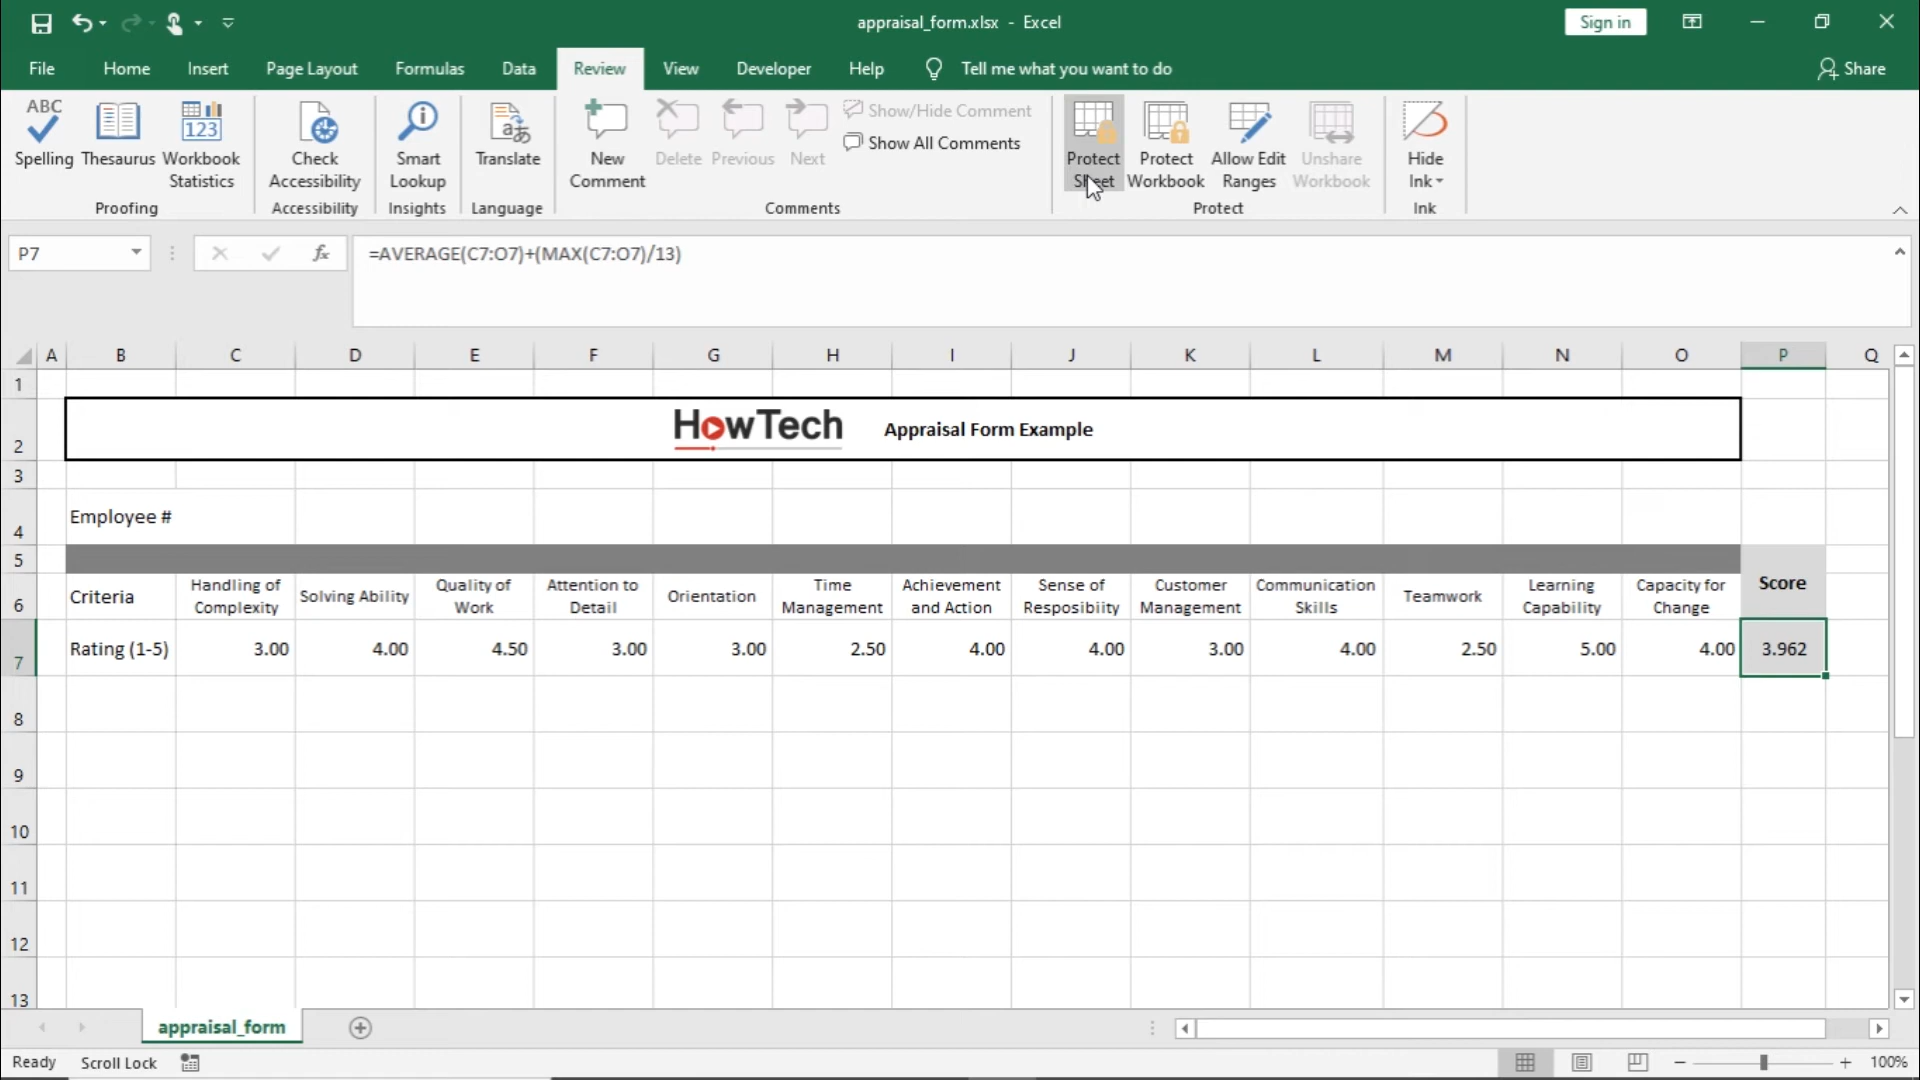 appraisal_form.xlsx - Excel
Sign in
File Home Insert Page Layout Formulas Data Review View Developer Help Tell me what you want to do Share
ABC
Spelling Thesaurus Workbook Statistics
123
Proofing
Check Accessibility
Accessibility
Smart Lookup
Insights
Translate
Language
New Comment Delete Previous Next
Show/Hide Comment
Show All Comments
Comments
Protect Sheet Protect Workbook Allow Edit Ranges Unshare Workbook
Protect
Hide Ink
Ink
P7 fx =AVERAGE(C7:O7)+(MAX(C7:O7)/13)
A B C D E F G H I J K L M N O P Q
1
2 HowTech Appraisal Form Example
3
4 Employee #
5
6 Criteria Handling of Complexity Solving Ability Quality of Work Attention to Detail Orientation Time Management Achievement and Action Sense of Resposibiity Customer Management Communication Skills Teamwork Learning Capability Capacity for Change Score
7 Rating (1-5) 3.00 4.00 4.50 3.00 3.00 2.50 4.00 4.00 3.00 4.00 2.50 5.00 4.00 3.962
8
9
10
11
12
13
appraisal_form
Ready Scroll Lock 100%